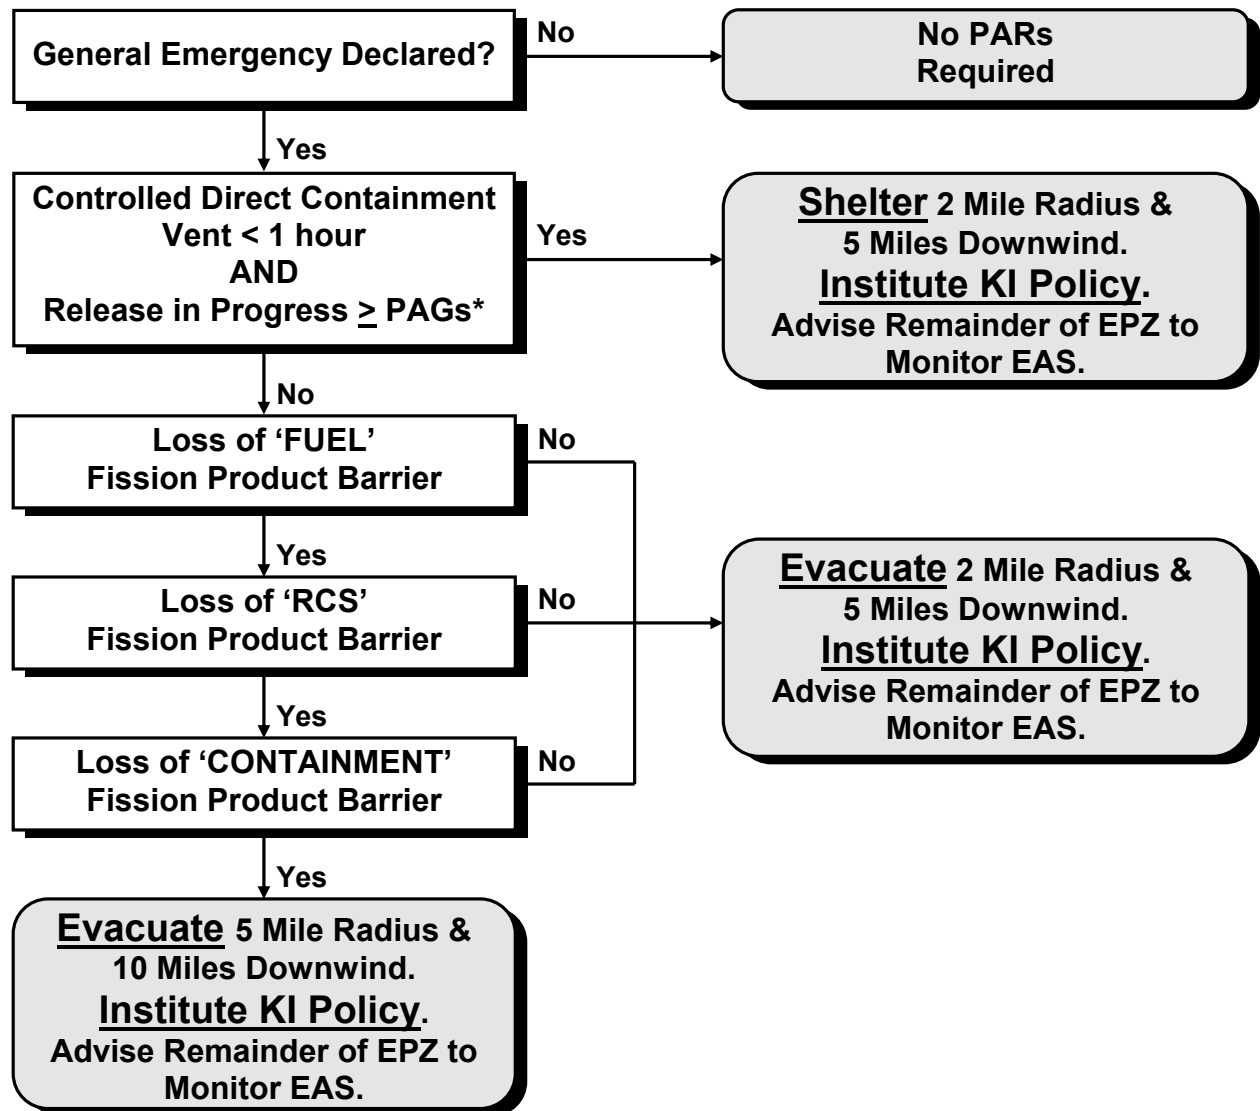 General Emergency Declared?
No
No PARs
Required
Yes
Controlled Direct Containment
Vent < 1 hour
AND
Release in Progress ≥ PAGs*
Yes
Shelter 2 Mile Radius &
5 Miles Downwind.
Institute KI Policy.
Advise Remainder of EPZ to
Monitor EAS.
No
Loss of ‘FUEL’
Fission Product Barrier
No
Yes
Loss of ‘RCS’
Fission Product Barrier
No
Evacuate 2 Mile Radius &
5 Miles Downwind.
Institute KI Policy.
Advise Remainder of EPZ to
Monitor EAS.
Yes
Loss of ‘CONTAINMENT’
Fission Product Barrier
No
Yes
Evacuate 5 Mile Radius &
10 Miles Downwind.
Institute KI Policy.
Advise Remainder of EPZ to
Monitor EAS.